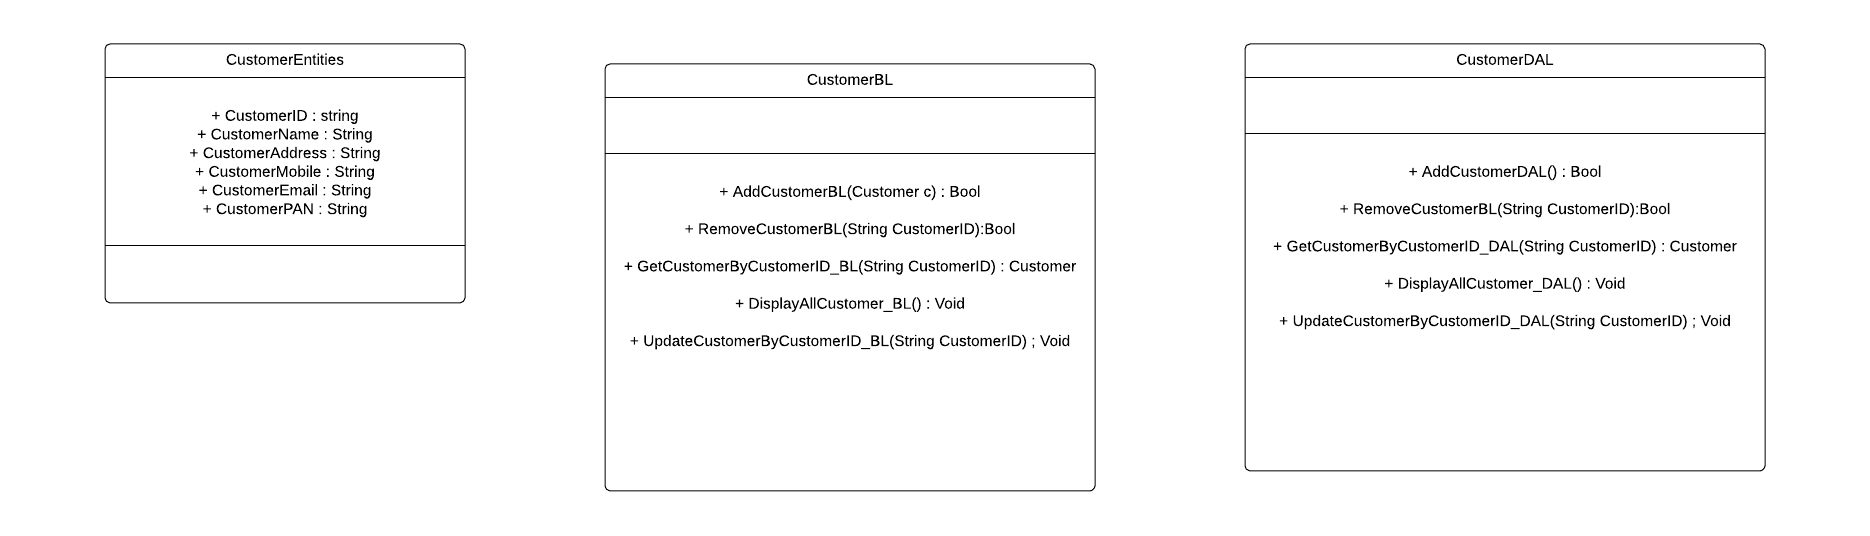 CustomerEntities
+ CustomerID : string
+ CustomerName : String
+ CustomerAddress : String
+ CustomerMobile : String
+ CustomerEmail : String
+ CustomerPAN : String
CustomerBL
+ AddCustomerBL(Customer c) : Bool
+ RemoveCustomerBL(String CustomerID):Bool
+ GetCustomerByCustomerID_BL(String CustomerID) : Customer
+ DisplayAllCustomer_BL() : Void
+ UpdateCustomerByCustomerID_BL(String CustomerID) ; Void
CustomerDAL
+ AddCustomerDAL() : Bool
+ RemoveCustomerBL(String CustomerID):Bool
+ GetCustomerByCustomerID_DAL(String CustomerID) : Customer
+ DisplayAllCustomer_DAL() : Void
+ UpdateCustomerByCustomerID_DAL(String CustomerID) ; Void